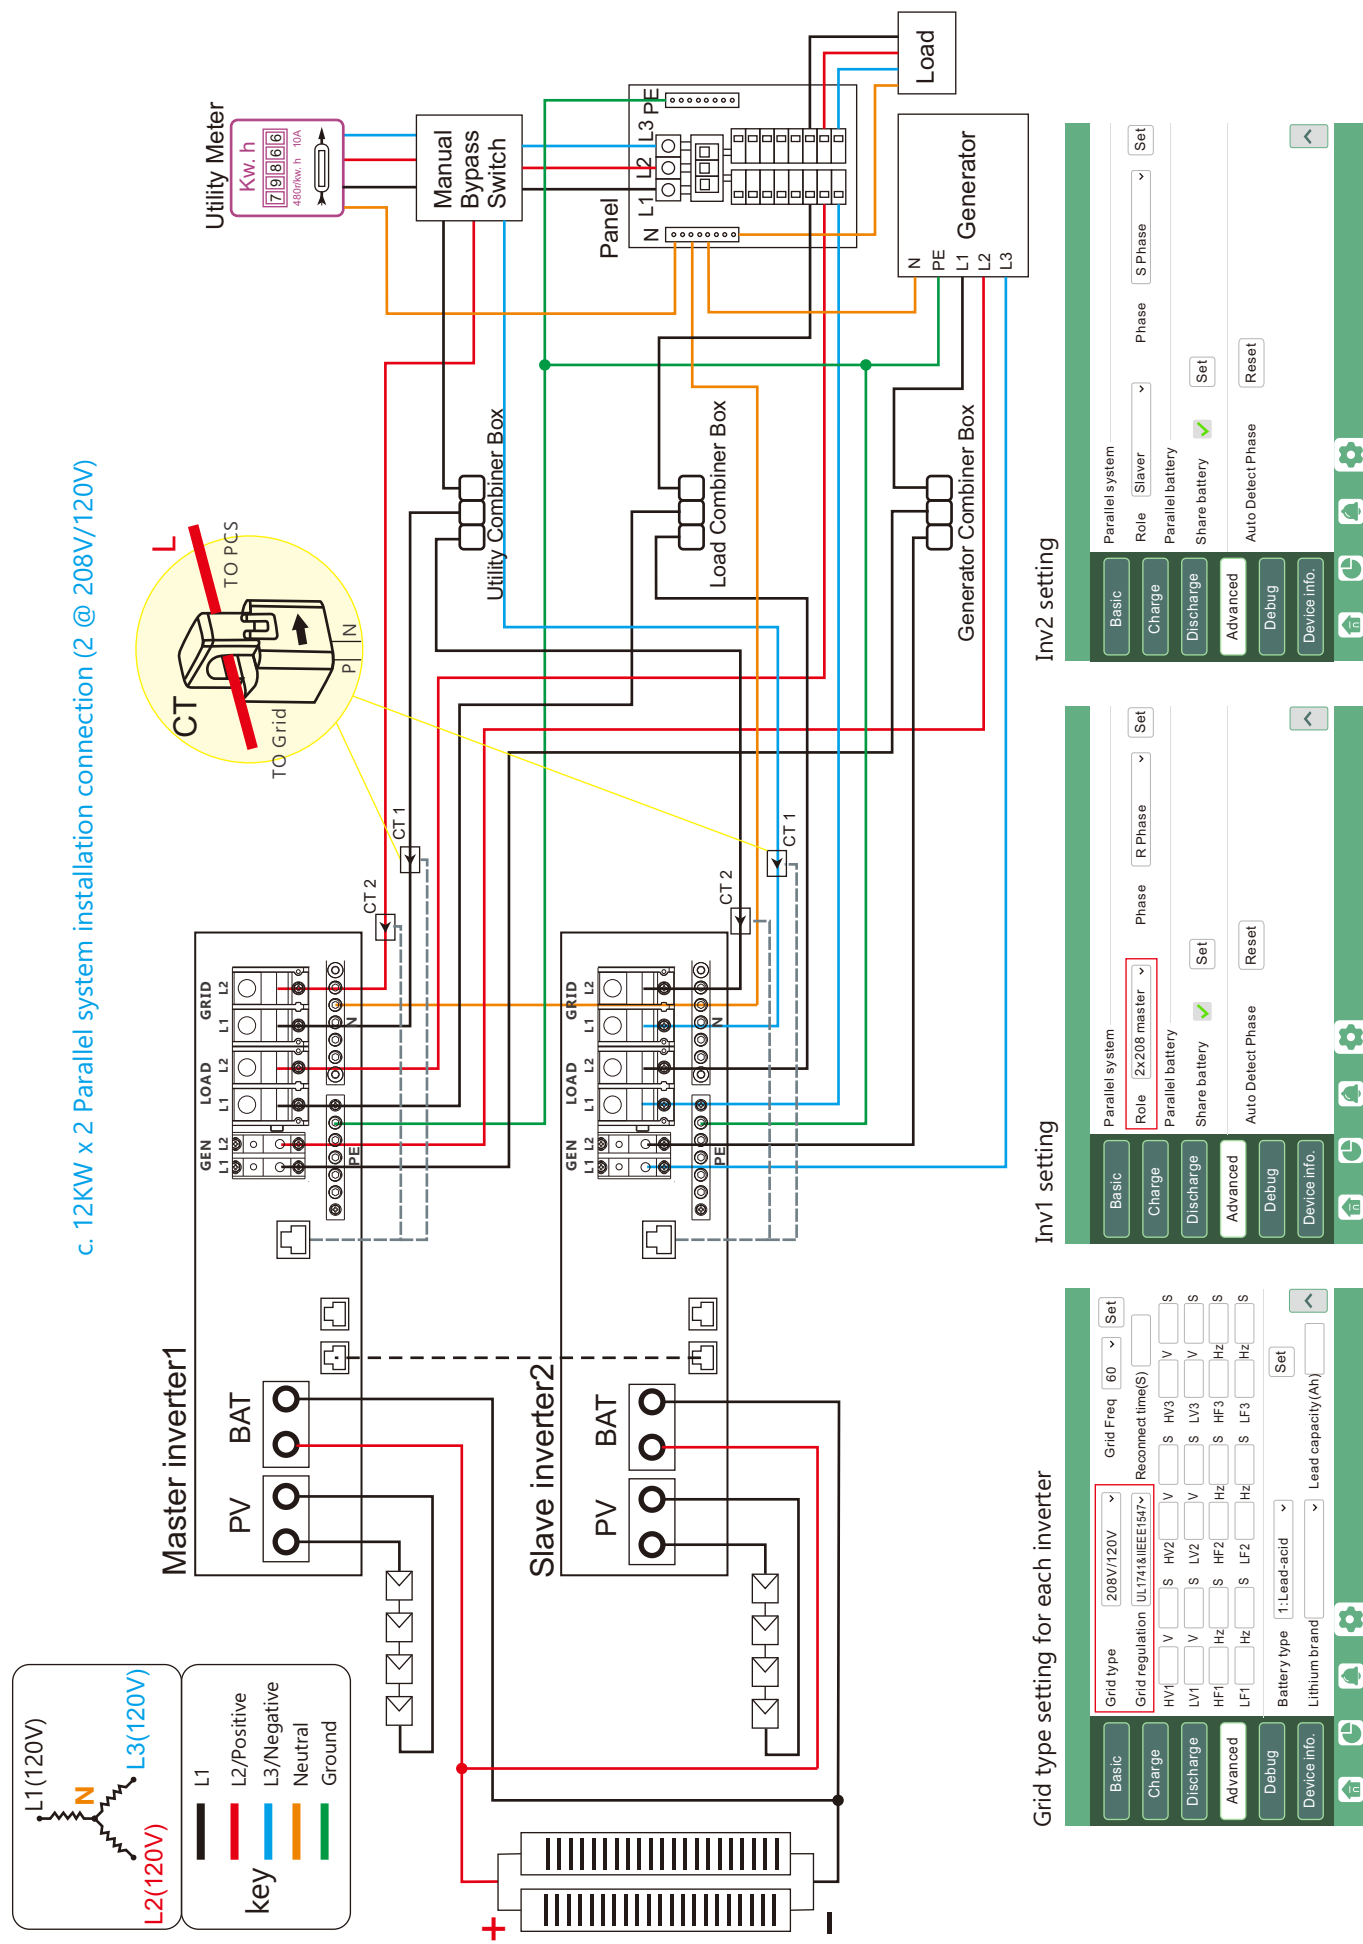 c. 12KW x 2 Parallel system installation connection (2 @ 208V/120V)
L1(120V)
N
L2(120V)
L3(120V)
key
L1
L2/Positive
L3/Negative
Neutral
Ground
CT
L
TO Grid
TO PCS
P N
Utility Meter
Kw. h
7 9 8 6 6
480r/kw. h 10A
Manual
Bypass
Switch
Panel
N L1 L2 L3 PE
Load
Generator
N
PE
L1
L2
L3
Utility Combiner Box
Load Combiner Box
Generator Combiner Box
Master inverter1
PV
BAT
GEN
L1 L2
LOAD
L1 L2
GRID
L1 L2
PE
N
CT 2
CT 1
Slave inverter2
PV
BAT
GEN
L1 L2
LOAD
L1 L2
GRID
L1 L2
PE
N
CT 2
CT 1
+
−
Grid type setting for each inverter
Basic
Charge
Discharge
Advanced
Debug
Device info.
Grid type 208V/120V Grid Freq 60 Set
Grid regulation UL1741&IIEEE1547 Reconnect time(S)
HV1 V S HV2 V S HV3 V S
LV1 V S LV2 V S LV3 V S
HF1 Hz S HF2 Hz S HF3 Hz S
LF1 Hz S LF2 Hz S LF3 Hz S
Battery type 1:Lead-acid Set
Lithium brand Lead capacity(Ah)
Inv1 setting
Basic
Charge
Discharge
Advanced
Debug
Device info.
Parallel system
Role 2x208 master Phase R Phase Set
Parallel battery
Share battery Set
Auto Detect Phase Reset
Inv2 setting
Basic
Charge
Discharge
Advanced
Debug
Device info.
Parallel system
Role Slaver Phase S Phase Set
Parallel battery
Share battery Set
Auto Detect Phase Reset